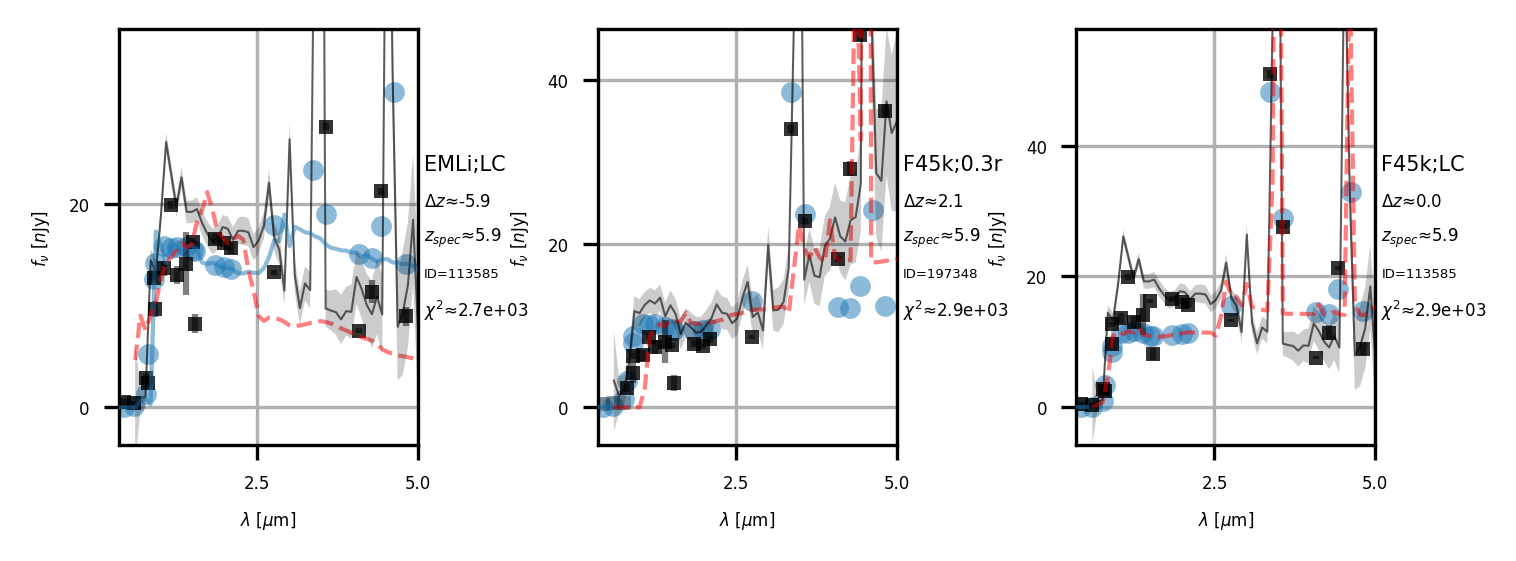 EMLi;LC
Δz≈-5.9
z_spec≈5.9
ID=113585
χ²≈2.7e+03
20
0
2.5
5.0
f_ν [nJy]
λ [μm]
F45k;0.3r
Δz≈2.1
z_spec≈5.9
ID=197348
χ²≈2.9e+03
40
20
0
2.5
5.0
f_ν [nJy]
λ [μm]
F45k;LC
Δz≈0.0
z_spec≈5.9
ID=113585
χ²≈2.9e+03
40
20
0
2.5
5.0
f_ν [nJy]
λ [μm]